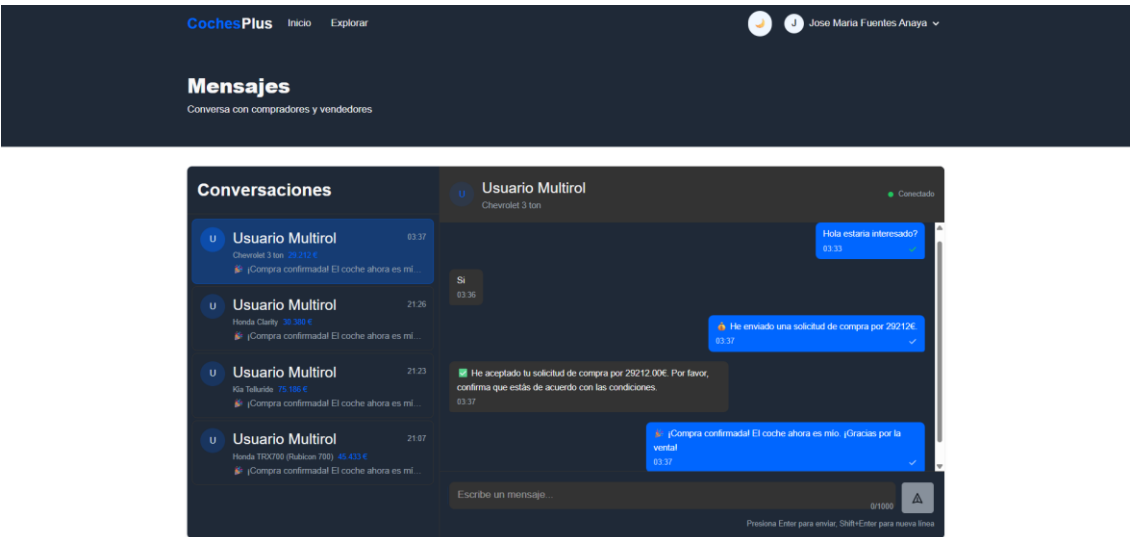 CochesPlus Inicio Explorar
J Jose Maria Fuentes Anaya
Mensajes
Conversa con compradores y vendedores
Conversaciones
U Usuario Multirol 03:37
Chevrolet 3 ton 29.212 €
🎉 ¡Compra confirmada! El coche ahora es mí...
U Usuario Multirol 21:26
Honda Clarity 30.380 €
🎉 ¡Compra confirmada! El coche ahora es mí...
U Usuario Multirol 21:23
Kia Telluride 75.186 €
🎉 ¡Compra confirmada! El coche ahora es mí...
U Usuario Multirol 21:07
Honda TRX700 (Rubicon 700) 45.433 €
🎉 ¡Compra confirmada! El coche ahora es mí...
U Usuario Multirol
Chevrolet 3 ton
Conectado
Hola estaria interesado?
03:33
Si
03:36
💰 He enviado una solicitud de compra por 29212€.
03:37
✅ He aceptado tu solicitud de compra por 29212.00€. Por favor,
confirma que estás de acuerdo con las condiciones.
03:37
🎉 ¡Compra confirmada! El coche ahora es mío. ¡Gracias por la
venta!
03:37
Escribe un mensaje...
0/1000
Presiona Enter para enviar, Shift+Enter para nueva línea